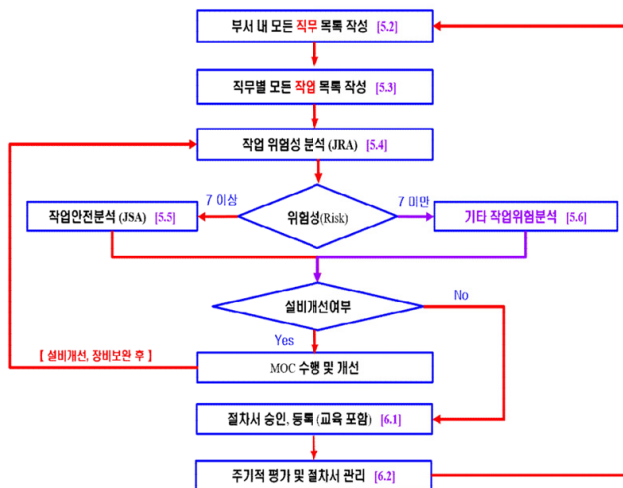 부서 내 모든 직무 목록 작성 [5.2]
직무별 모든 작업 목록 작성 [5.3]
작업 위험성 분석 (JRA) [5.4]
7 이상
7 미만
작업안전분석 (JSA) [5.5]
위험성(Risk)
기타 작업위험분석 [5.6]
설비개선여부
No
Yes
[ 설비개선, 장비보완 후 ]
MOC 수행 및 개선
절차서 승인, 등록 (교육 포함) [6.1]
주기적 평가 및 절차서 관리 [6.2]